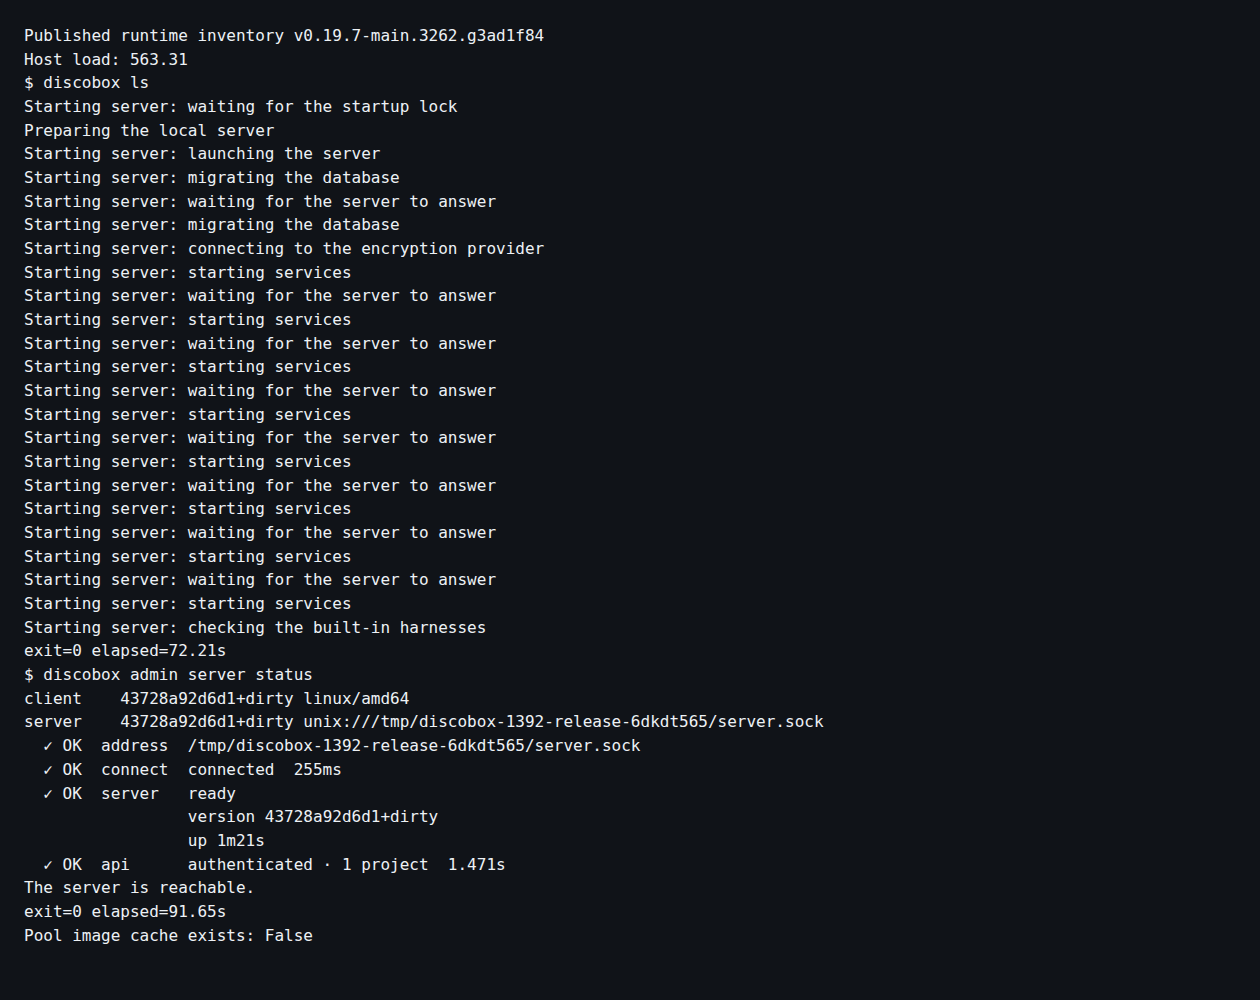 Published runtime inventory v0.19.7-main.3262.g3ad1f84
Host load: 563.31
$ discobox ls
Starting server: waiting for the startup lock
Preparing the local server
Starting server: launching the server
Starting server: migrating the database
Starting server: waiting for the server to answer
Starting server: migrating the database
Starting server: connecting to the encryption provider
Starting server: starting services
Starting server: waiting for the server to answer
Starting server: starting services
Starting server: waiting for the server to answer
Starting server: starting services
Starting server: waiting for the server to answer
Starting server: starting services
Starting server: waiting for the server to answer
Starting server: starting services
Starting server: waiting for the server to answer
Starting server: starting services
Starting server: waiting for the server to answer
Starting server: starting services
Starting server: waiting for the server to answer
Starting server: starting services
Starting server: checking the built-in harnesses
exit=0 elapsed=72.21s
$ discobox admin server status
client    43728a92d6d1+dirty linux/amd64
server    43728a92d6d1+dirty unix:///tmp/discobox-1392-release-6dkdt565/server.sock
  ✓ OK  address  /tmp/discobox-1392-release-6dkdt565/server.sock
  ✓ OK  connect  connected  255ms
  ✓ OK  server   ready
                 version 43728a92d6d1+dirty
                 up 1m21s
  ✓ OK  api      authenticated · 1 project  1.471s
The server is reachable.
exit=0 elapsed=91.65s
Pool image cache exists: False